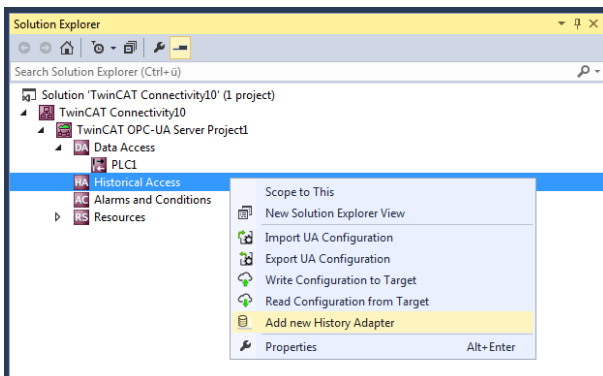 Solution Explorer
Search Solution Explorer (Ctrl+ü)
Solution 'TwinCAT Connectivity10' (1 project)
TwinCAT Connectivity10
TwinCAT OPC-UA Server Project1
DA Data Access
PLC1
HA Historical Access
AC Alarms and Conditions
RS Resources
Scope to This
New Solution Explorer View
Import UA Configuration
Export UA Configuration
Write Configuration to Target
Read Configuration from Target
Add new History Adapter
Properties Alt+Enter